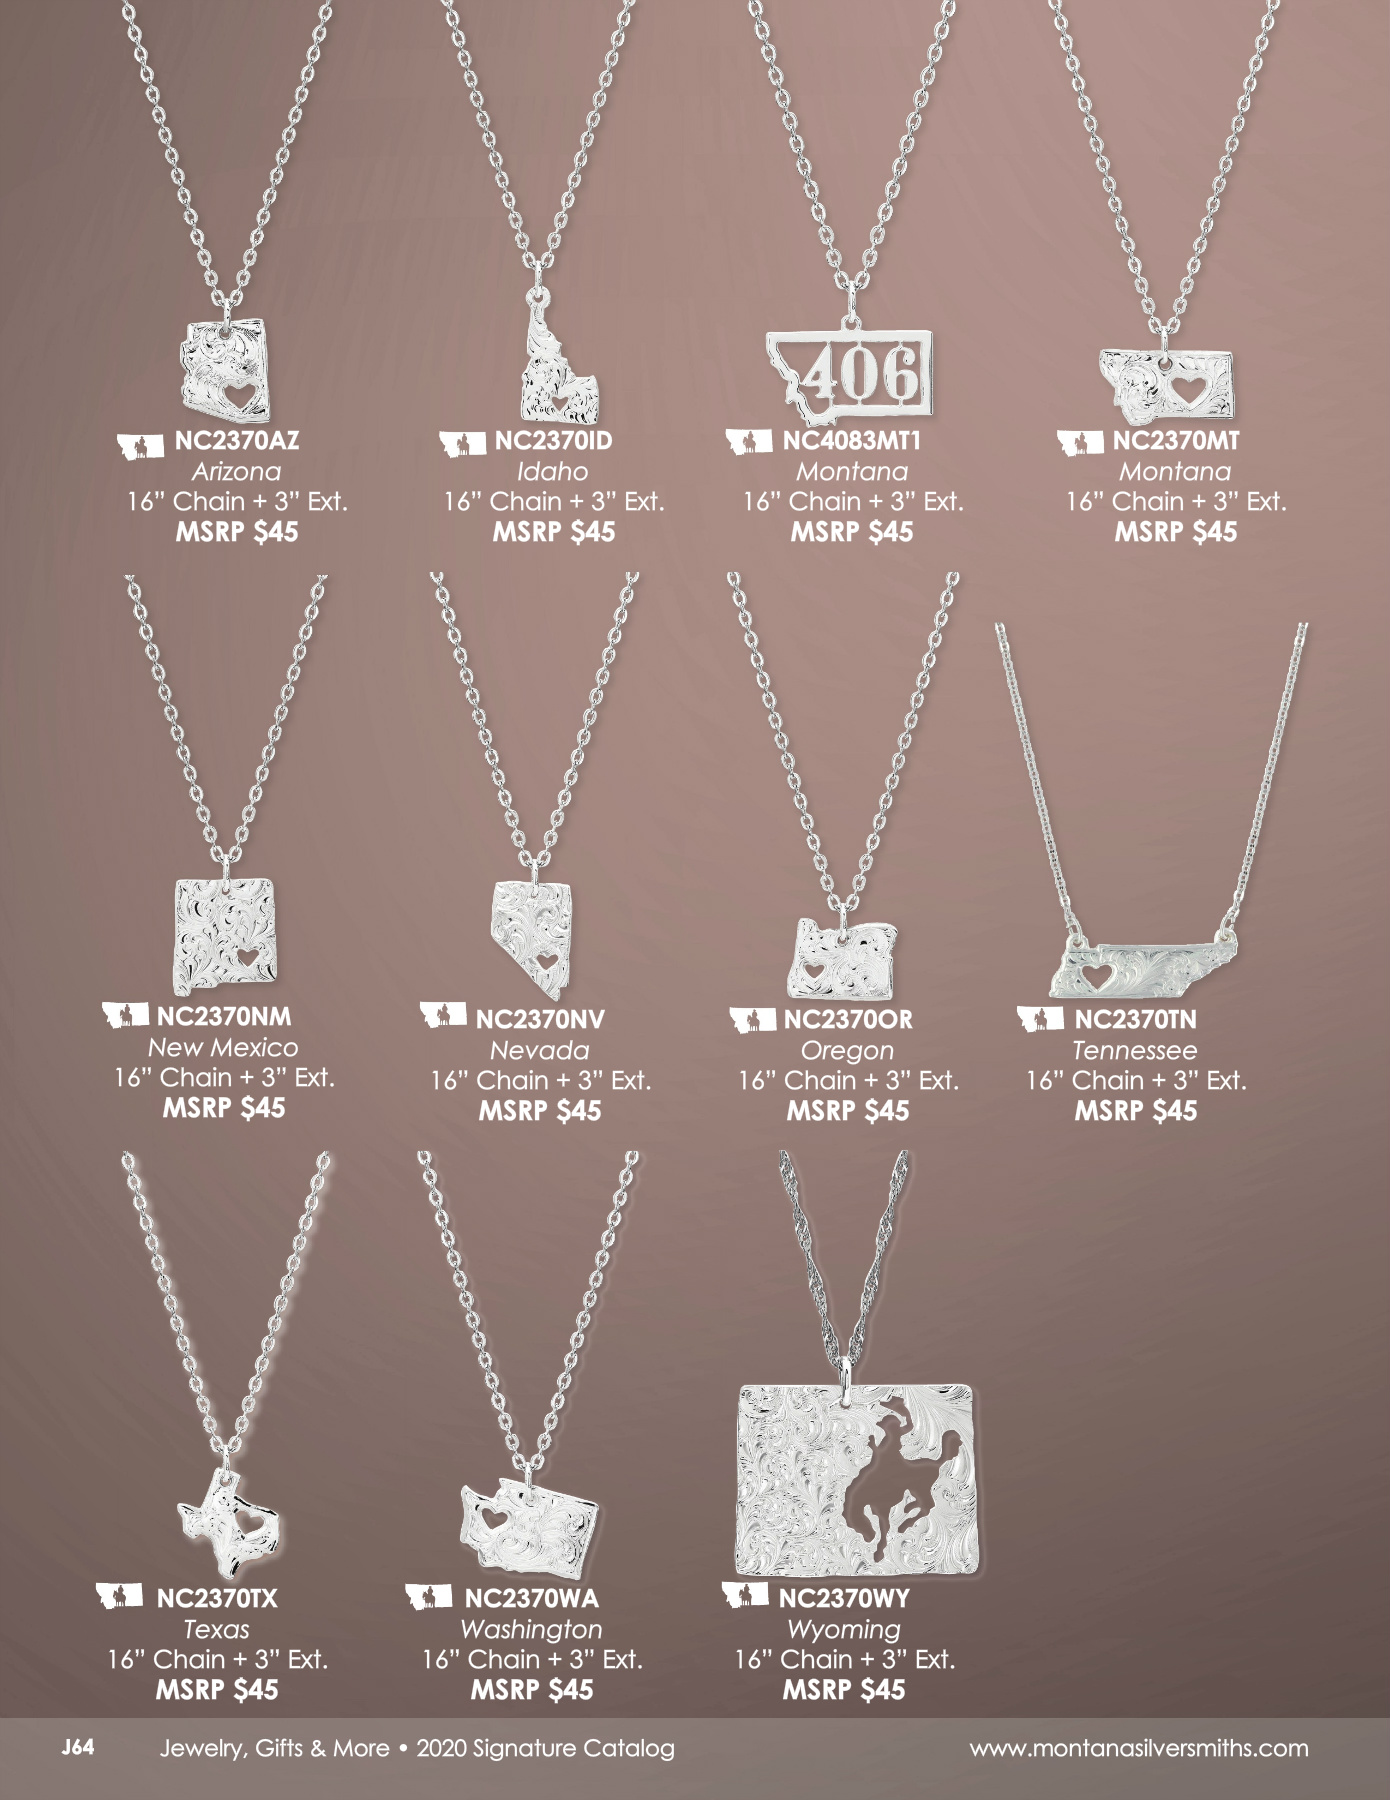 406
NC2370AZ
Arizona
16” Chain + 3” Ext.
MSRP $45
NC2370ID
Idaho
16” Chain + 3” Ext.
MSRP $45
NC4083MT1
Montana
16” Chain + 3” Ext.
MSRP $45
NC2370MT
Montana
16” Chain + 3” Ext.
MSRP $45
NC2370NM
New Mexico
16” Chain + 3” Ext.
MSRP $45
NC2370NV
Nevada
16” Chain + 3” Ext.
MSRP $45
NC2370OR
Oregon
16” Chain + 3” Ext.
MSRP $45
NC2370TN
Tennessee
16” Chain + 3” Ext.
MSRP $45
NC2370TX
Texas
16” Chain + 3” Ext.
MSRP $45
NC2370WA
Washington
16” Chain + 3” Ext.
MSRP $45
NC2370WY
Wyoming
16” Chain + 3” Ext.
MSRP $45
J64 Jewelry, Gifts & More • 2020 Signature Catalog www.montanasilversmiths.com